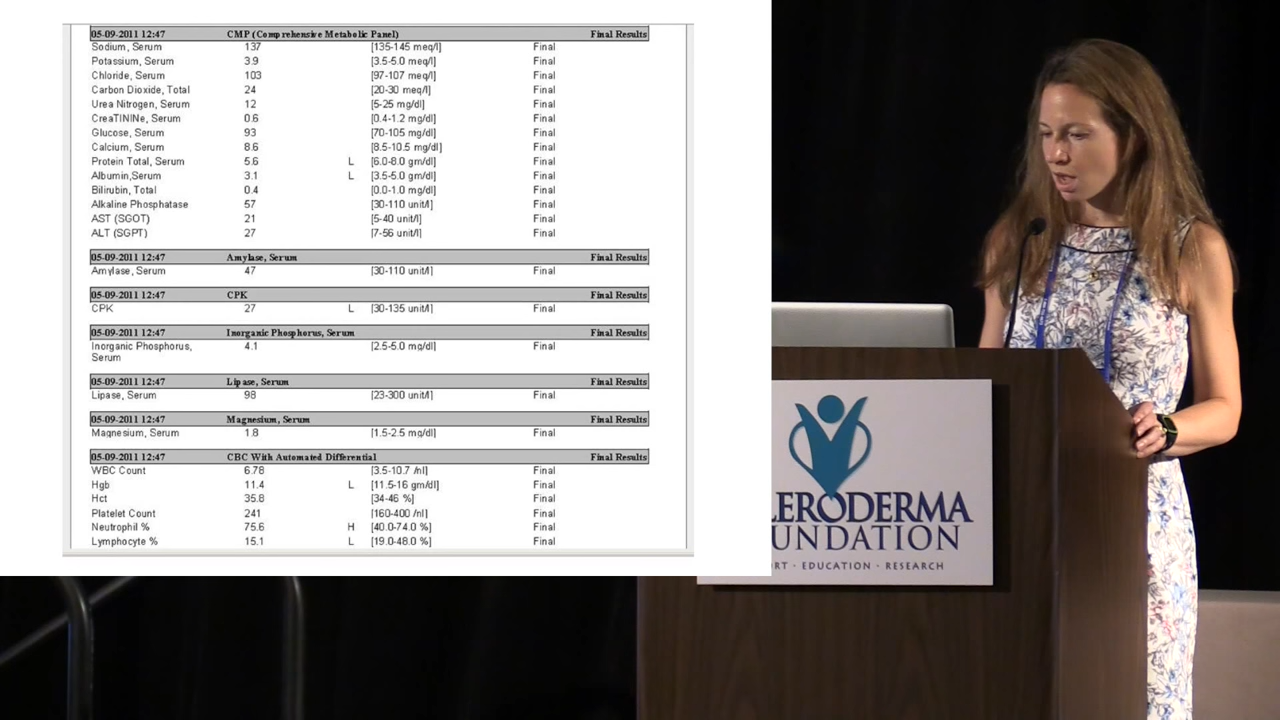 05-09-2011 12:47 CMP (Comprehensive Metabolic Panel) Final Results
Sodium, Serum 137 [135-145 meq/l] Final
Potassium, Serum 3.9 [3.5-5.0 meq/l] Final
Chloride, Serum 103 [97-107 meq/l] Final
Carbon Dioxide, Total 24 [20-30 meq/l] Final
Urea Nitrogen, Serum 12 [5-25 mg/dl] Final
CreaTININe, Serum 0.6 [0.4-1.2 mg/dl] Final
Glucose, Serum 93 [70-105 mg/dl] Final
Calcium, Serum 8.6 [8.5-10.5 mg/dl] Final
Protein Total, Serum 5.6 L [6.0-8.0 gm/dl] Final
Albumin,Serum 3.1 L [3.5-5.0 gm/dl] Final
Bilirubin, Total 0.4 [0.0-1.0 mg/dl] Final
Alkaline Phosphatase 57 [30-110 unit/l] Final
AST (SGOT) 21 [5-40 unit/l] Final
ALT (SGPT) 27 [7-56 unit/l] Final
05-09-2011 12:47 Amylase, Serum Final Results
Amylase, Serum 47 [30-110 unit/l] Final
05-09-2011 12:47 CPK Final Results
CPK 27 L [30-135 unit/l] Final
05-09-2011 12:47 Inorganic Phosphorus, Serum Final Results
Inorganic Phosphorus, 4.1 [2.5-5.0 mg/dl] Final
Serum
05-09-2011 12:47 Lipase, Serum Final Results
Lipase, Serum 98 [23-300 unit/l] Final
05-09-2011 12:47 Magnesium, Serum Final Results
Magnesium, Serum 1.8 [1.5-2.5 mg/dl] Final
05-09-2011 12:47 CBC With Automated Differential Final Results
WBC Count 6.78 [3.5-10.7 /nl] Final
Hgb 11.4 L [11.5-16 gm/dl] Final
Hct 35.8 [34-46 %] Final
Platelet Count 241 [160-400 /nl] Final
Neutrophil % 75.6 H [40.0-74.0 %] Final
Lymphocyte % 15.1 L [19.0-48.0 %] Final
LERODERMA
UNDATION
RT · EDUCATION · RESEARCH